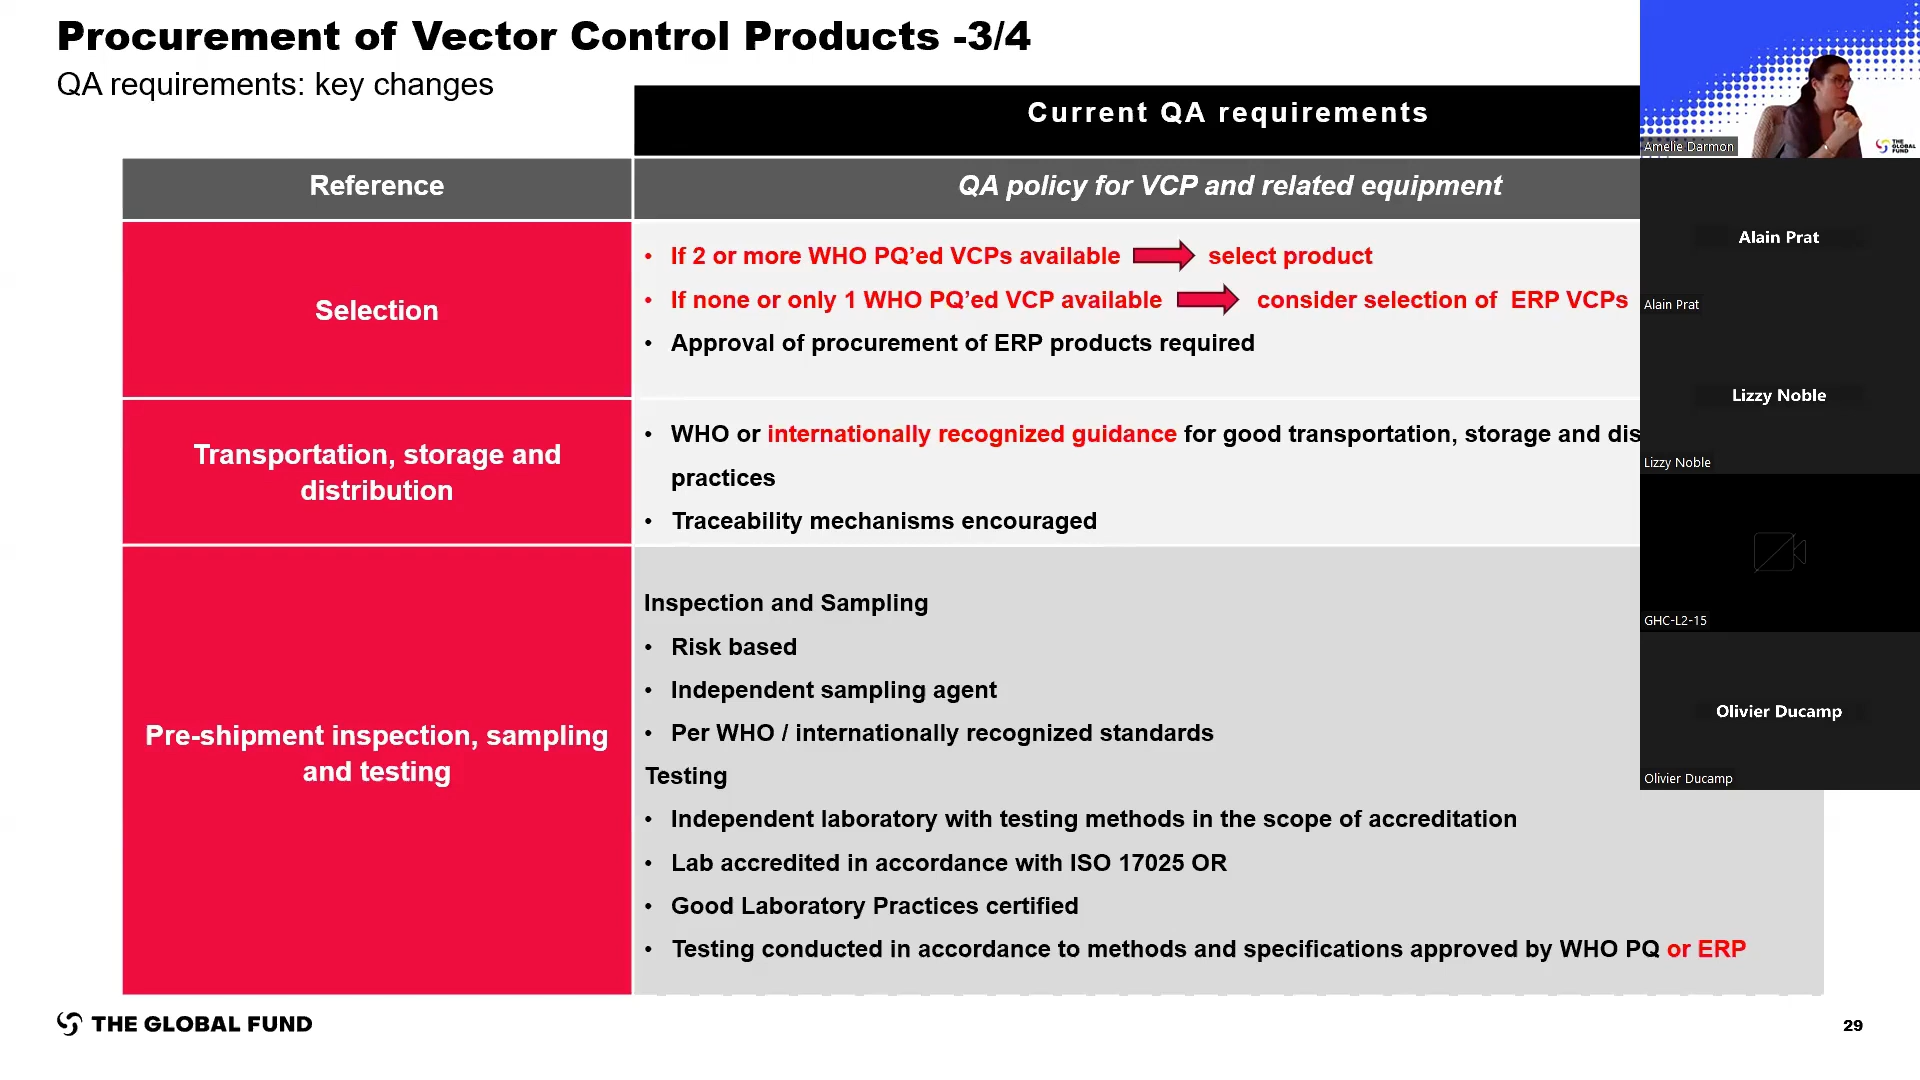 Procurement of Vector Control Products -3/4
QA requirements: key changes
Current QA requirements
Reference
QA policy for VCP and related equipment
Selection
• If 2 or more WHO PQ’ed VCPs available select product
• If none or only 1 WHO PQ’ed VCP available consider selection of ERP VCPs
• Approval of procurement of ERP products required
Transportation, storage and
distribution
• WHO or internationally recognized guidance for good transportation, storage and dis
practices
• Traceability mechanisms encouraged
Pre-shipment inspection, sampling
and testing
Inspection and Sampling
• Risk based
• Independent sampling agent
• Per WHO / internationally recognized standards
Testing
• Independent laboratory with testing methods in the scope of accreditation
• Lab accredited in accordance with ISO 17025 OR
• Good Laboratory Practices certified
• Testing conducted in accordance to methods and specifications approved by WHO PQ or ERP
THE GLOBAL FUND
29
Amelie Darmon
THE
GLOBAL
FUND
Alain Prat
Alain Prat
Lizzy Noble
Lizzy Noble
GHC-L2-15
Olivier Ducamp
Olivier Ducamp